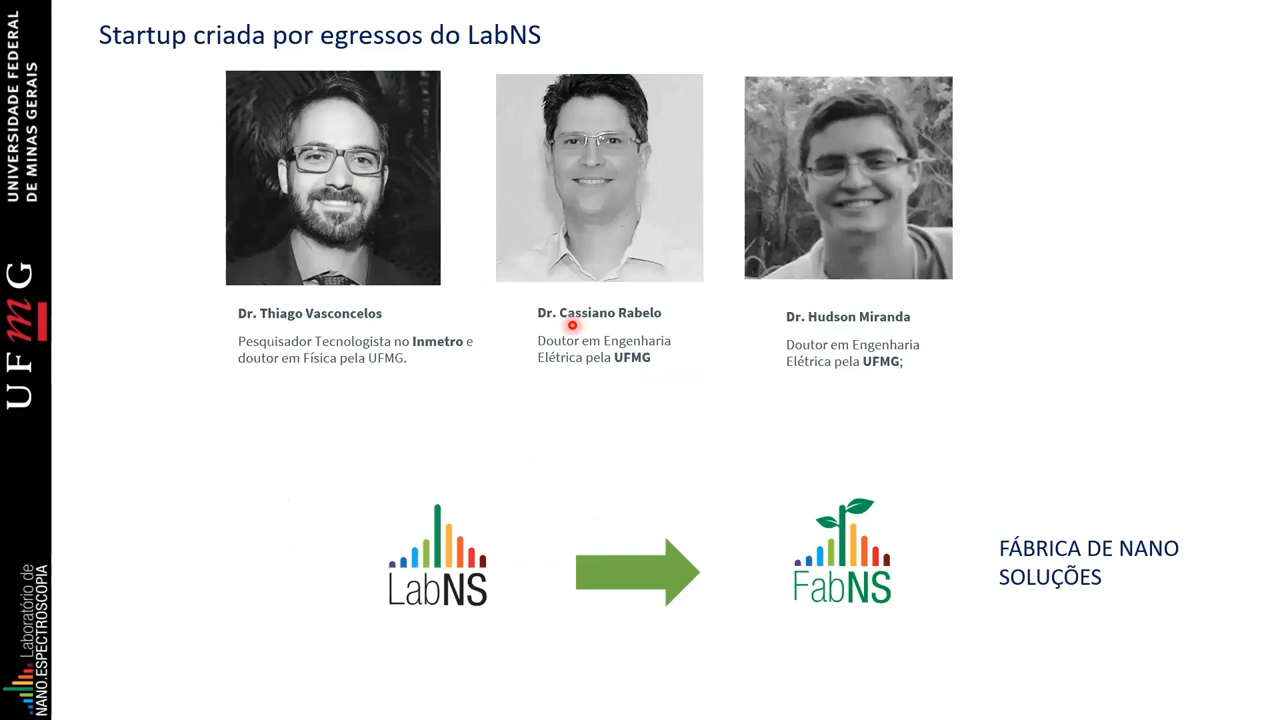 Startup criada por egressos do LabNS
UNIVERSIDADE FEDERAL
DE MINAS GERAIS
UFmG
Laboratório de
NANO.ESPECTROSCOPIA
Dr. Thiago Vasconcelos
Pesquisador Tecnologista no Inmetro e
doutor em Física pela UFMG.
Dr. Cassiano Rabelo
Doutor em Engenharia
Elétrica pela UFMG
Dr. Hudson Miranda
Doutor em Engenharia
Elétrica pela UFMG;
LabNS
FabNS
FÁBRICA DE NANO
SOLUÇÕES